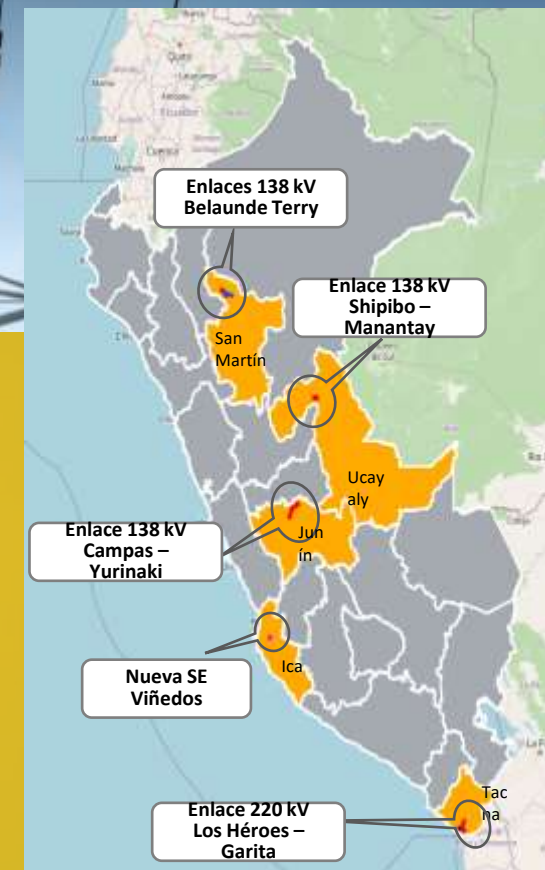 Quito
Ecuador
Cuenca
Enlaces 138 kV
Belaunde Terry
Enlace 138 kV
Shipibo –
Manantay
San
Martín
Ucay
aly
Enlace 138 kV
Campas –
Yurinaki
Jun
ín
Nueva SE
Viñedos
Ica
Tac
na
Enlace 220 kV
Los Héroes –
Garita